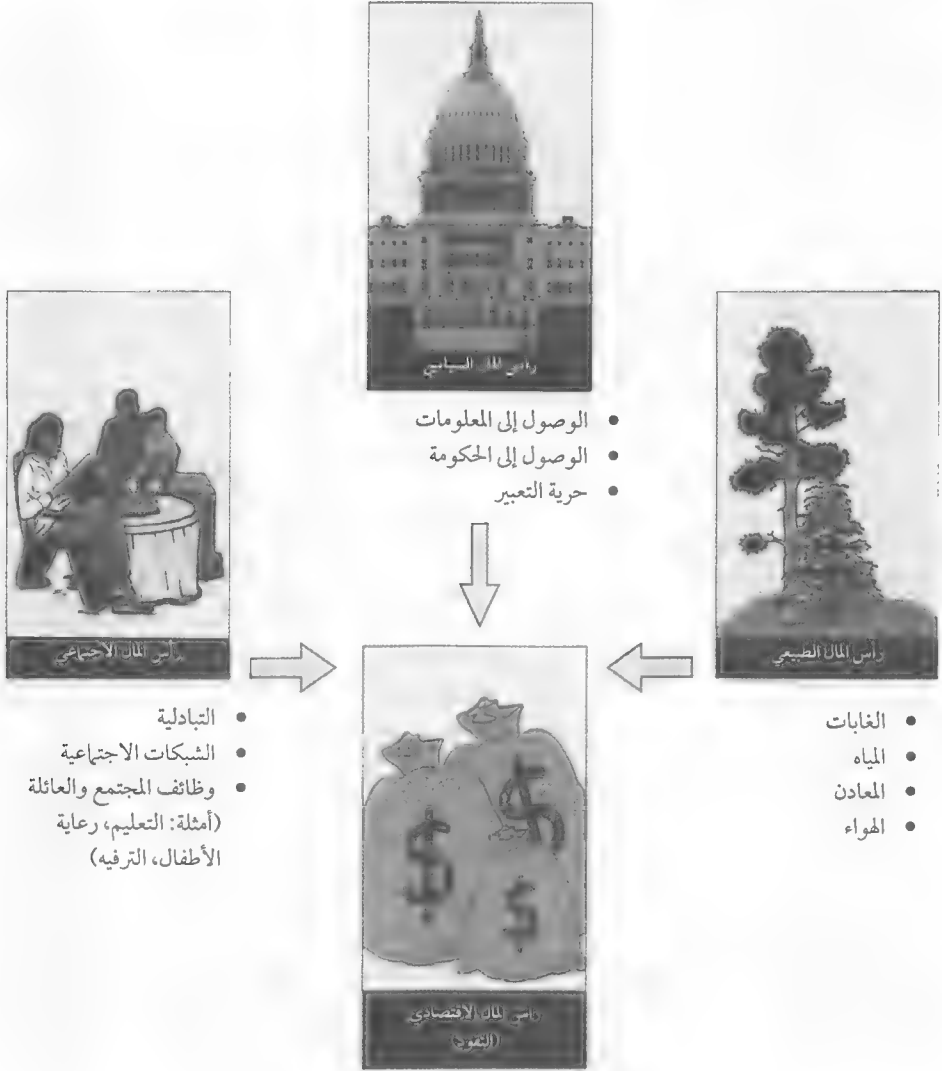 رأس المال السياسي
الوصول إلى المعلومات
الوصول إلى الحكومة
حرية التعبير
رأس المال الطبيعي
الغابات
المياه
المعادن
الهواء
رأس المال الاجتماعي
التبادلية
الشبكات الاجتماعية
وظائف المجتمع والعائلة
(أمثلة: التعليم، رعاية
الأطفال، الترفيه)
رأس المال الاقتصادي
(النقود)